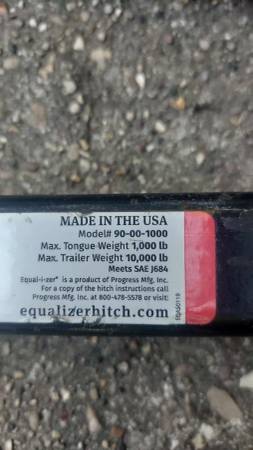 MADE IN THE USA
Model# 90-00-1000
Max. Tongue Weight 1,000 lb
Max. Trailer Weight 10,000 lb
Meets SAE J684
Equal-i-zer® is a product of Progress Mfg. Inc.
For a copy of the hitch instructions call
Progress Mfg. Inc. at 800-478-5578 or visit:
equalizerhitch.com